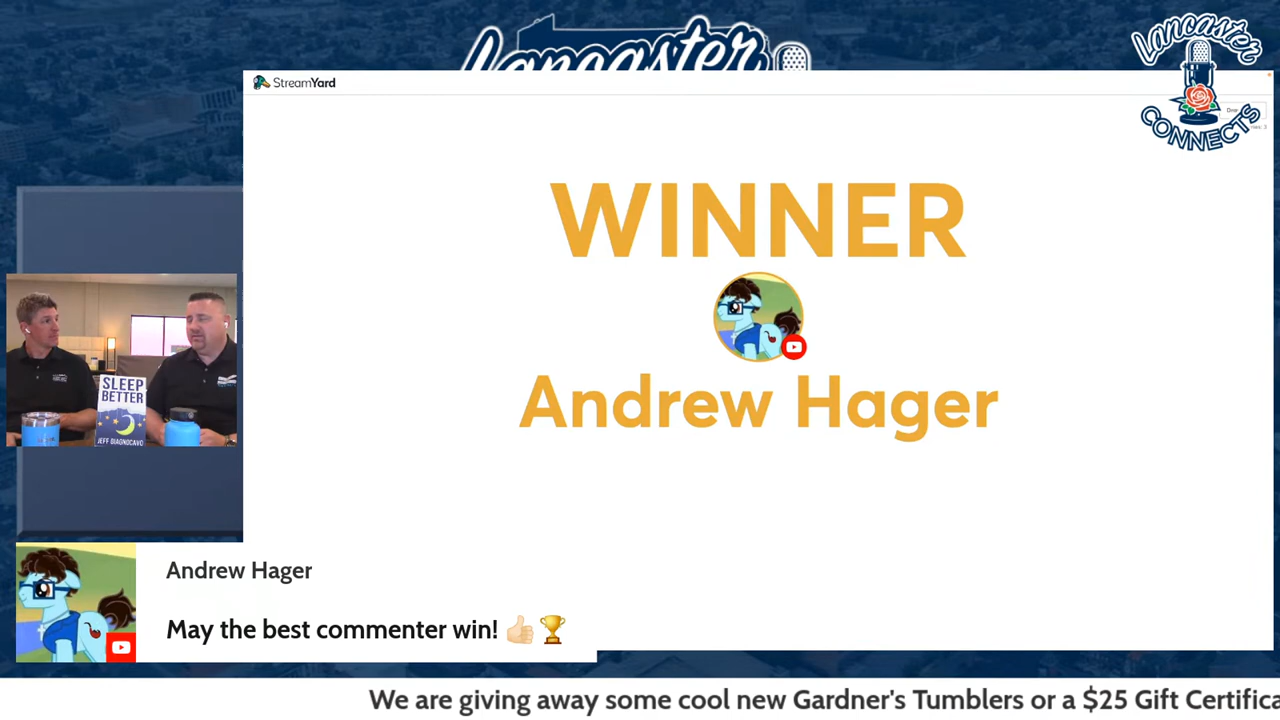 Lancaster
Lancaster
CONNECTS
StreamYard
WINNER
Andrew Hager
SLEEP
BETTER
JEFF GIAGNOCAVO
Andrew Hager
May the best commenter win! 👍🏻🏆
We are giving away some cool new Gardner's Tumblers or a $25 Gift Certifica